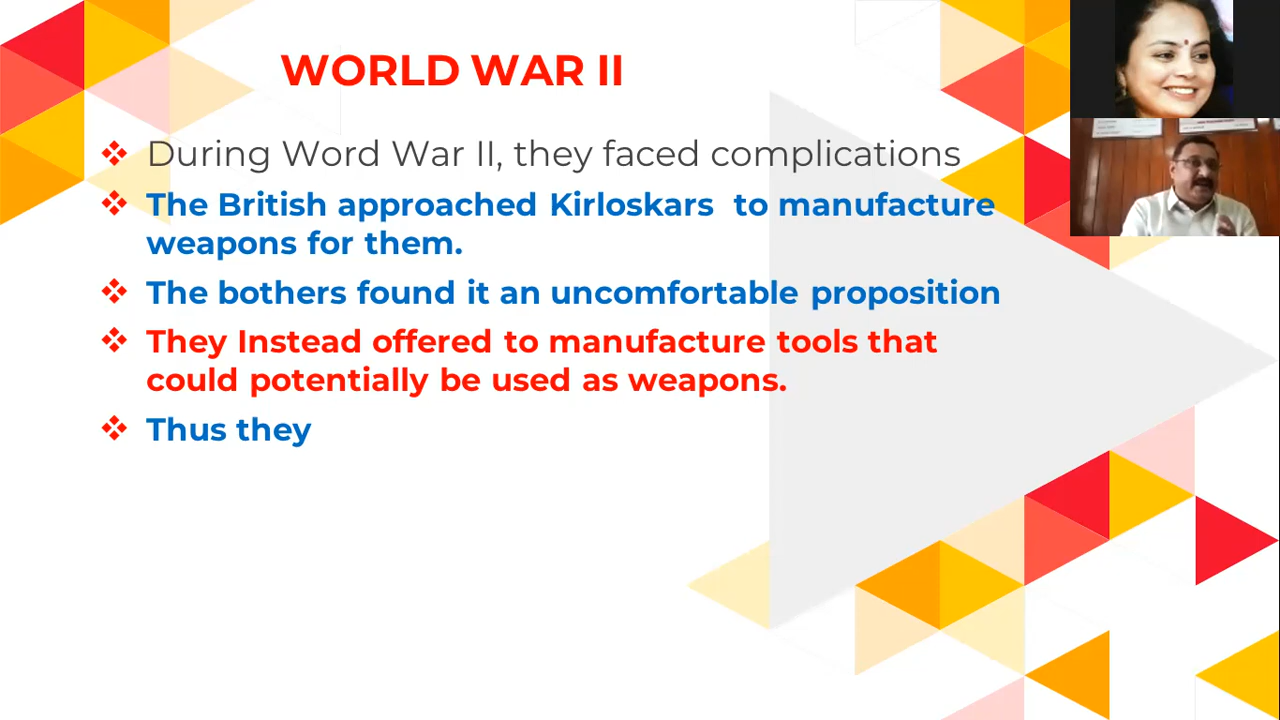 WORLD WAR II
During Word War II, they faced complications
The British approached Kirloskars to manufacture
weapons for them.
The bothers found it an uncomfortable proposition
They Instead offered to manufacture tools that
could potentially be used as weapons.
Thus they